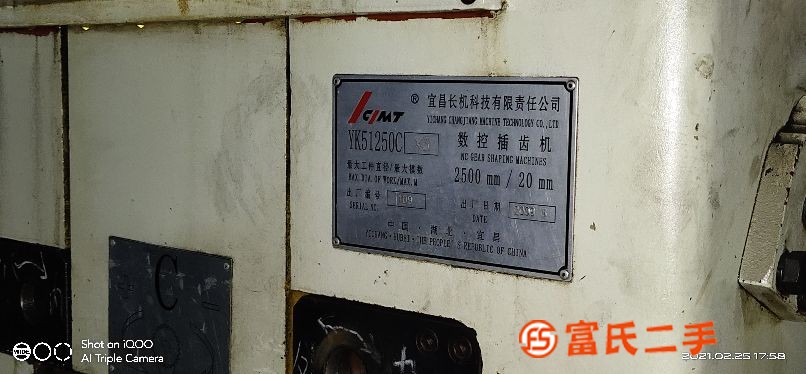 ® 宜昌长机科技有限责任公司
CMT YICHANG CHANGJIANG MACHINE TECHNOLOGY CO.,LTD
YK51250C 数控插齿机
NC GEAR SHAPING MACHINES
最大工件直径/最大模数 2500 mm / 20 mm
MAX.DIA.OF WORK/MAX.M
出厂编号 出厂日期
SERIAL NO. DATE
中国·湖北·宜昌
YICHANG·HUBEI·THE PEOPLE'S REPUBLIC OF CHINA
C
Shot on iQOO
AI Triple Camera
富氏二手
2021.02.25 17:58